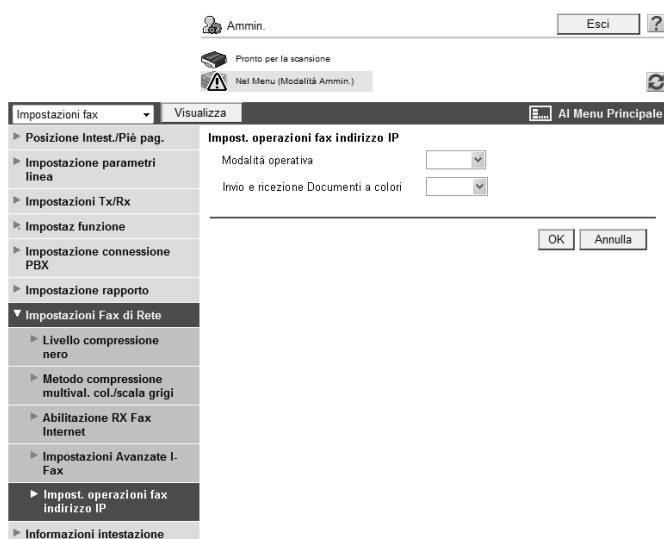 Ammin.
Esci
?
Pronto per la scansione
Nel Menu (Modalità Ammin.)
Impostazioni fax
Visualizza
Al Menu Principale
Posizione Intest./Piè pag.
Impostazione parametri
linea
Impostazioni Tx/Rx
Impostaz funzione
Impostazione connessione
PBX
Impostazione rapporto
Impostazioni Fax di Rete
Livello compressione
nero
Metodo compressione
multival. col./scala grigi
Abilitazione RX Fax
Internet
Impostazioni Avanzate I-
Fax
Impost. operazioni fax
indirizzo IP
Informazioni intestazione
Impost. operazioni fax indirizzo IP
Modalità operativa
Invio e ricezione Documenti a colori
OK
Annulla